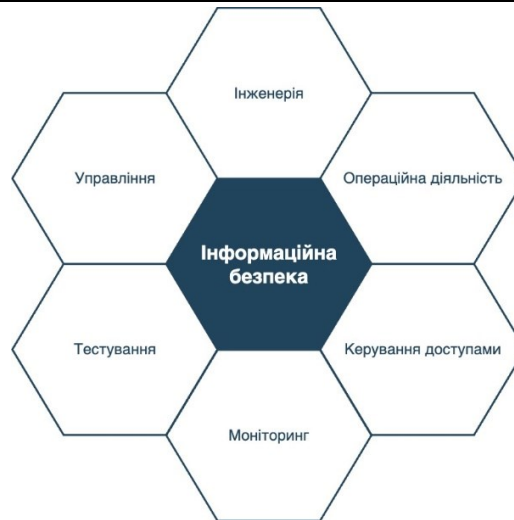 Інженерія
Управління
Операційна діяльність
Інформаційна
безпека
Тестування
Керування доступами
Моніторинг